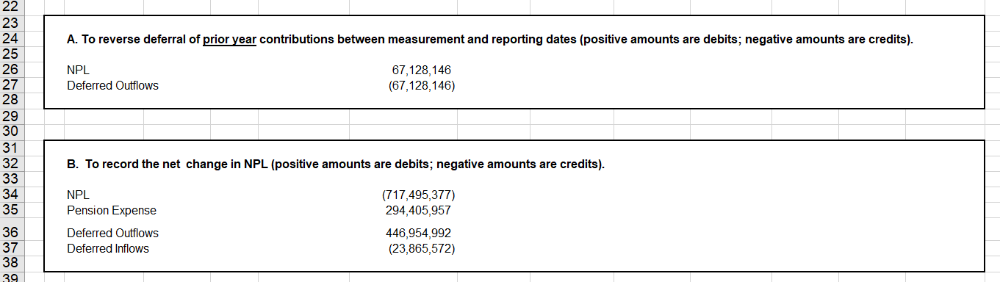 22
23
24 A. To reverse deferral of prior year contributions between measurement and reporting dates (positive amounts are debits; negative amounts are credits).
25
26 NPL 67,128,146
27 Deferred Outflows (67,128,146)
28
29
30
31
32 B. To record the net change in NPL (positive amounts are debits; negative amounts are credits).
33
34 NPL (717,495,377)
35 Pension Expense 294,405,957
36 Deferred Outflows 446,954,992
37 Deferred Inflows (23,865,572)
38
39